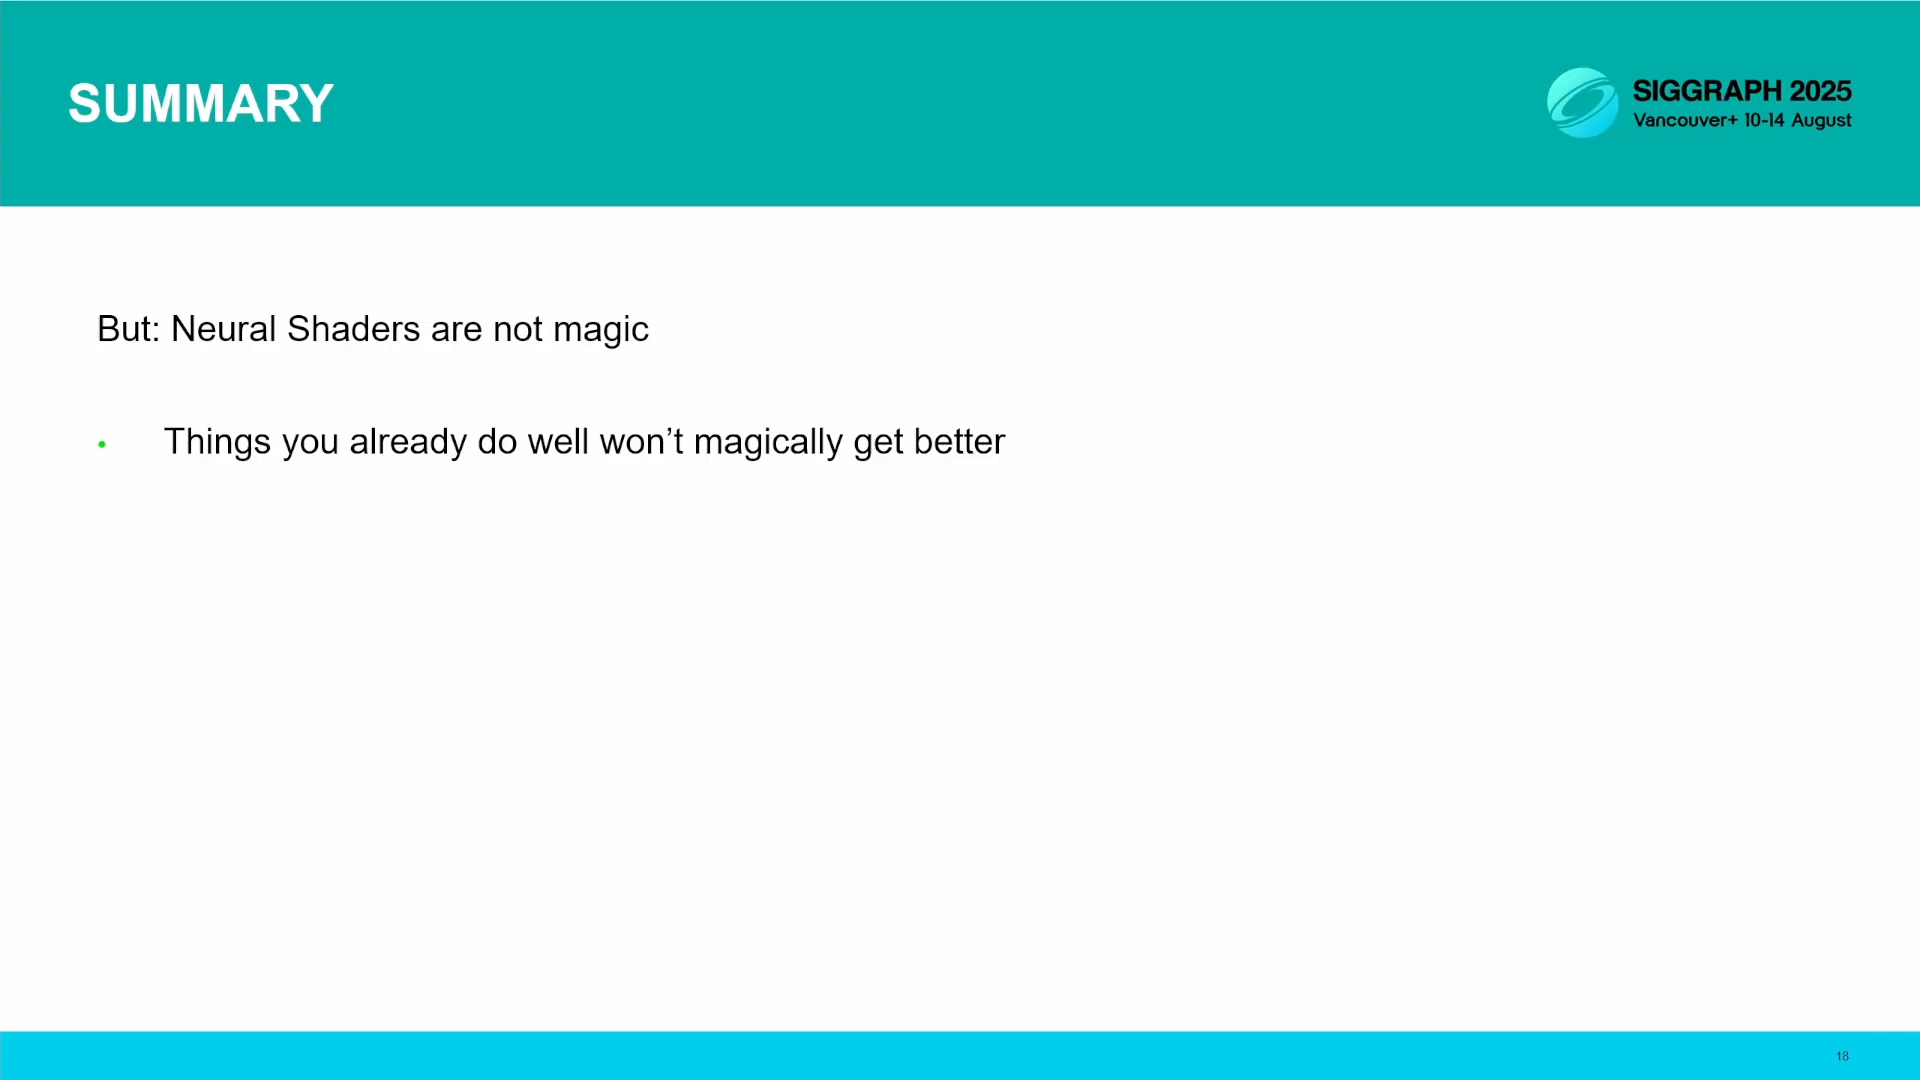 SUMMARY
SIGGRAPH 2025
Vancouver+ 10-14 August
But: Neural Shaders are not magic
• Things you already do well won’t magically get better
18